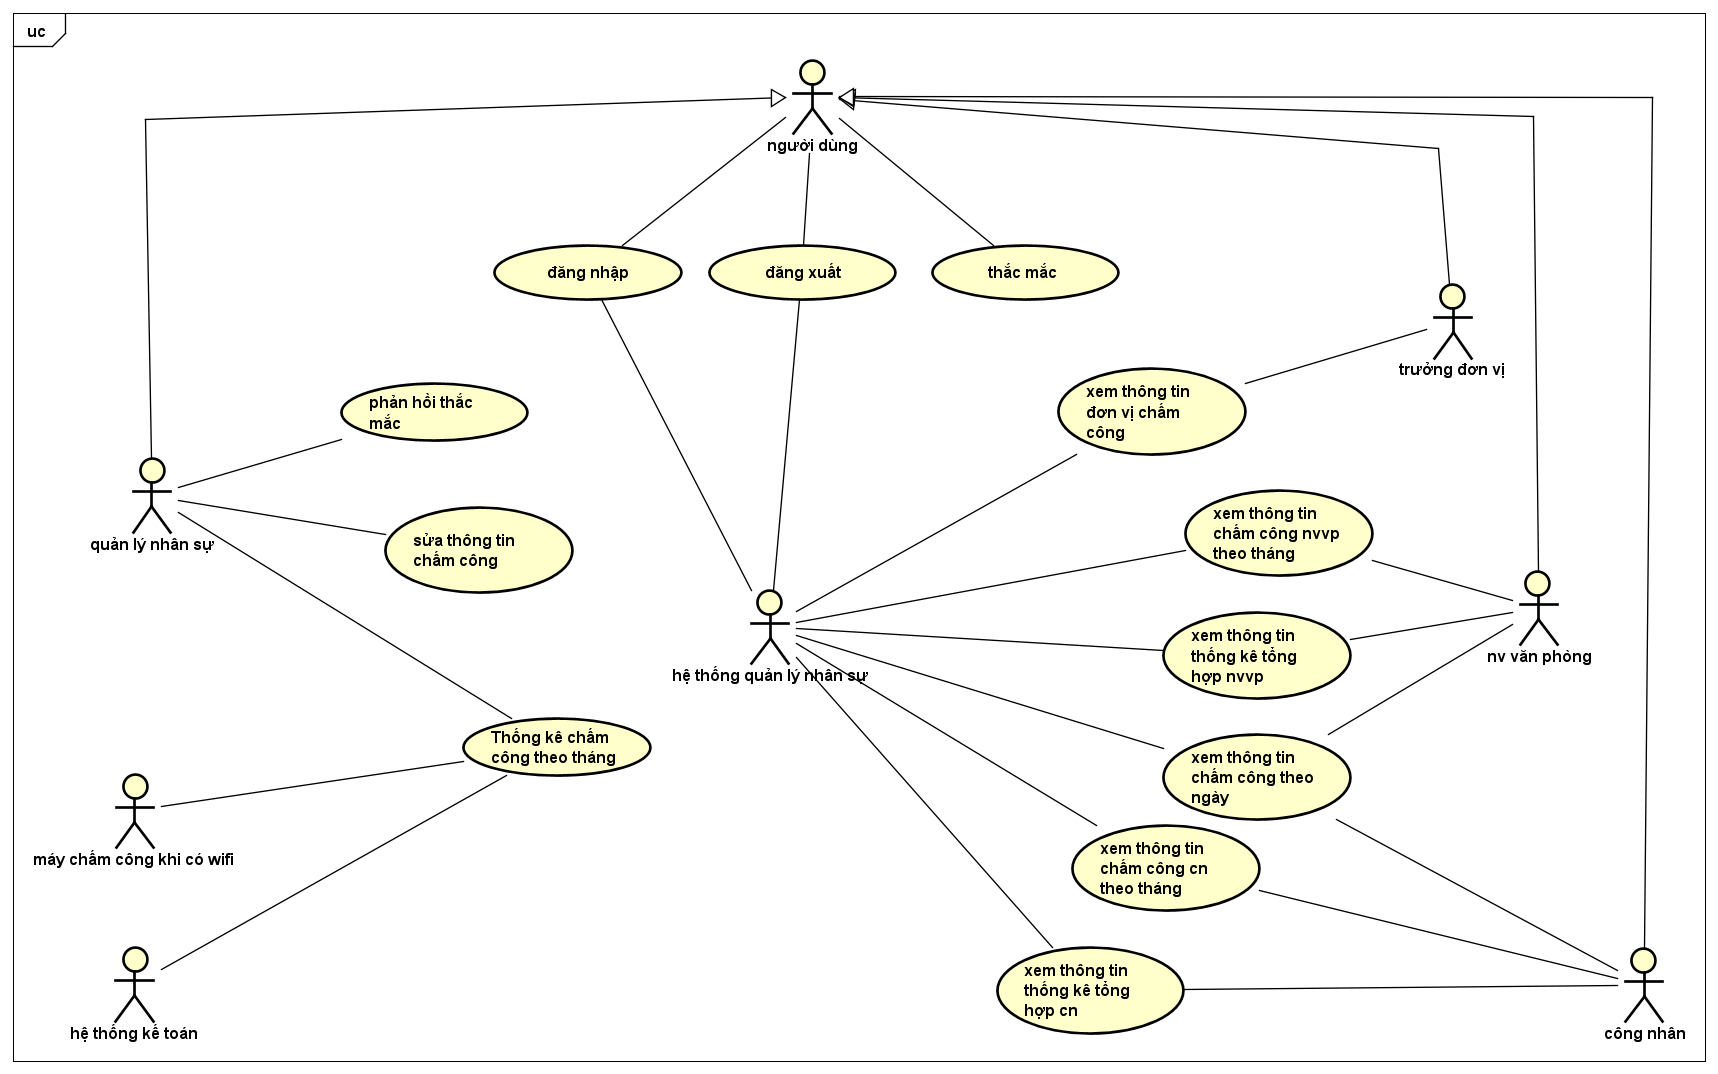 uc
người dùng
đăng nhập
đăng xuất
thắc mắc
trưởng đơn vị
phản hồi thắc
mắc
xem thông tin
đơn vị chấm
công
quản lý nhân sự
sửa thông tin
chấm công
xem thông tin
chấm công nvvp
theo tháng
hệ thống quản lý nhân sự
xem thông tin
thống kê tổng
hợp nvvp
nv văn phòng
Thống kê chấm
công theo tháng
xem thông tin
chấm công theo
ngày
máy chấm công khi có wifi
xem thông tin
chấm công cn
theo tháng
hệ thống kế toán
xem thông tin
thống kê tổng
hợp cn
công nhân